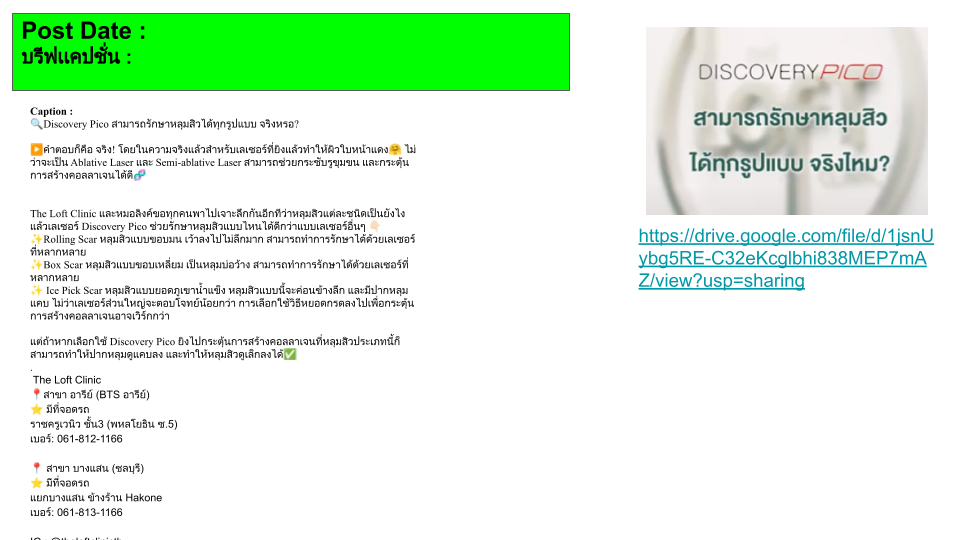 Post Date :
บรีฟแคปชั่น :
Caption :
🔍Discovery Pico สามารถรักษาหลุมสิวได้ทุกรูปแบบ จริงหรอ?
▶️คำตอบก็คือ จริง! โดยในความจริงแล้วสำหรับเลเซอร์ที่ยิงแล้วทำให้ผิวใบหน้าแดง🤗 ไม่
ว่าจะเป็น Ablative Laser และ Semi-ablative Laser สามารถช่วยกระชับรูขุมขน และกระตุ้น
การสร้างคอลลาเจนได้ดี🧬
The Loft Clinic และหมอลิงค์ขอทุกคนพาไปเจาะลึกกันอีกทีว่าหลุมสิวแต่ละชนิดเป็นยังไง
แล้วเลเซอร์ Discovery Pico ช่วยรักษาหลุมสิวแบบไหนได้ดีกว่าแบบเลเซอร์อื่นๆ 👇🏻
✨Rolling Scar หลุมสิวแบบขอบมน เว้าลงไปไม่ลึกมาก สามารถทำการรักษาได้ด้วยเลเซอร์
ที่หลากหลาย
✨Box Scar หลุมสิวแบบขอบเหลี่ยม เป็นหลุมบ่อว้าง สามารถทำการรักษาได้ด้วยเลเซอร์ที่
หลากหลาย
✨ Ice Pick Scar หลุมสิวแบบยอดภูเขาน้ำแข็ง หลุมสิวแบบนี้จะค่อนข้างลึก และมีปากหลุม
แคบ ไม่ว่าเลเซอร์ส่วนใหญ่จะตอบโจทย์น้อยกว่า การเลือกใช้วิธีหยอดกรดลงไปเพื่อกระตุ้น
การสร้างคอลลาเจนอาจเวิร์กกว่า
แต่ถ้าหากเลือกใช้ Discovery Pico ยิงไปกระตุ้นการสร้างคอลลาเจนที่หลุมสิวประเภทนี้ก็
สามารถทำให้ปากหลุมดูแคบลง และทำให้หลุมสิวดูเล็กลงได้✅
.
The Loft Clinic
📍สาขา อารีย์ (BTS อารีย์)
⭐ มีที่จอดรถ
ราชครูเวนิว ชั้น3 (พหลโยธิน ซ.5)
เบอร์: 061-812-1166
📍 สาขา บางแสน (ชลบุรี)
⭐ มีที่จอดรถ
แยกบางแสน ข้างร้าน Hakone
เบอร์: 061-813-1166
DISCOVERY PICO
สามารถรักษาหลุมสิว
ได้ทุกรูปแบบ จริงไหม?
https://drive.google.com/file/d/1jsnU
ybg5RE-C32eKcglbhi838MEP7mA
Z/view?usp=sharing